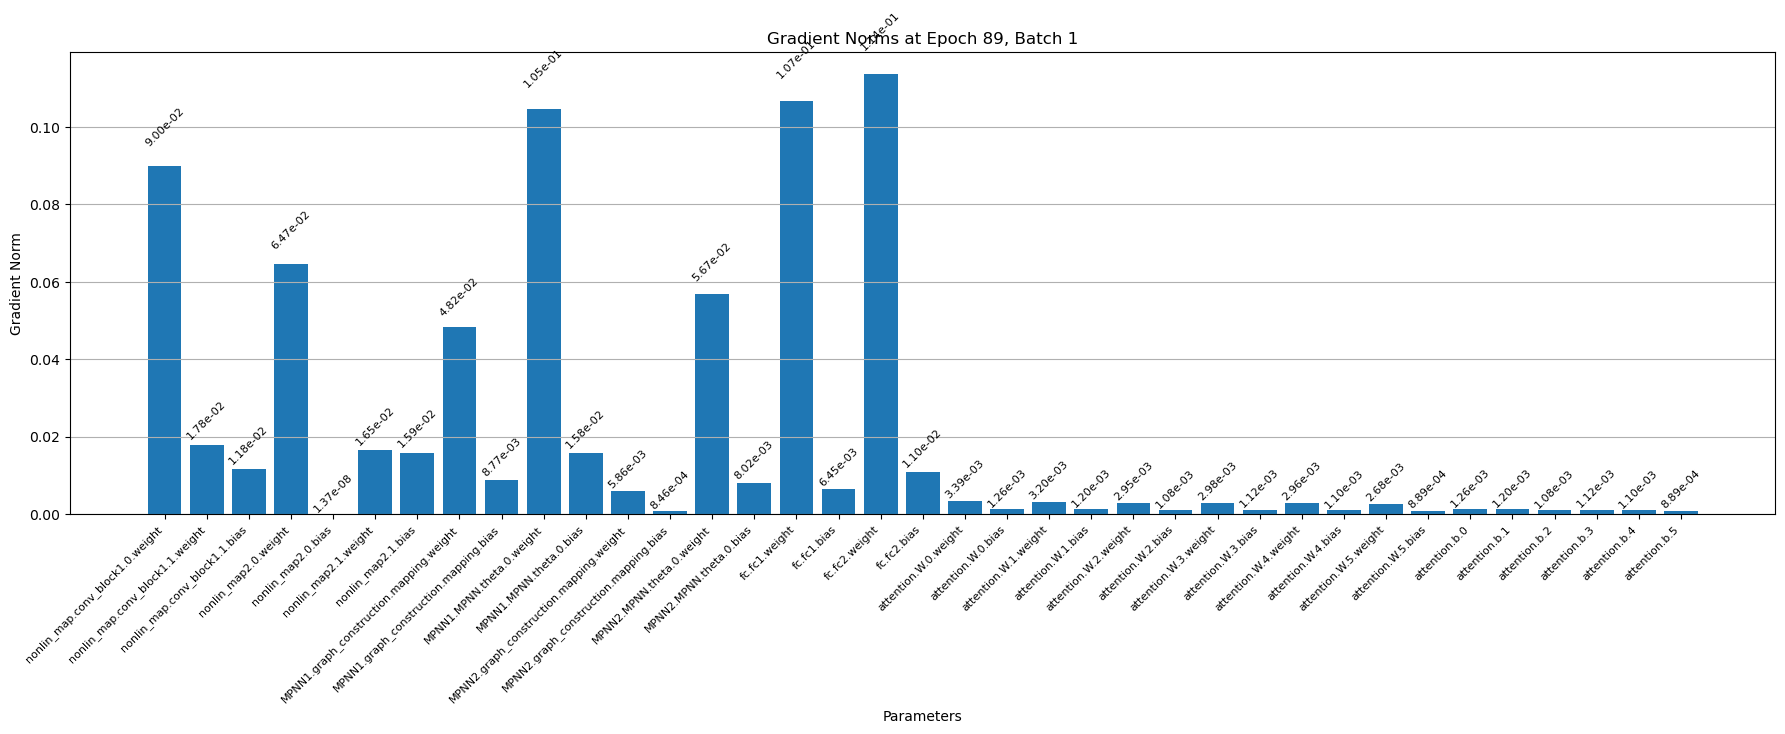 Gradient Norms at Epoch 89, Batch 1
Gradient Norm
0.10
0.08
0.06
0.04
0.02
0.00
9.00e-02
1.78e-02
1.18e-02
6.47e-02
1.37e-08
1.65e-02
1.59e-02
4.82e-02
8.77e-03
1.05e-01
1.58e-02
5.86e-03
8.46e-04
5.67e-02
8.02e-03
1.07e-01
6.45e-03
1.10e-02
3.39e-03
1.26e-03
3.20e-03
1.20e-03
2.95e-03
1.08e-03
2.98e-03
1.12e-03
2.96e-03
1.10e-03
2.68e-03
8.89e-04
1.26e-03
1.20e-03
1.08e-03
1.12e-03
1.10e-03
8.89e-04
nonlin_map.conv_block1.0.weight
nonlin_map.conv_block1.1.weight
nonlin_map.conv_block1.1.bias
nonlin_map2.0.weight
nonlin_map2.0.bias
nonlin_map2.1.weight
nonlin_map2.1.bias
MPNN1.graph_construction.mapping.weight
MPNN1.graph_construction.mapping.bias
MPNN1.MPNN.theta.0.weight
MPNN1.MPNN.theta.0.bias
MPNN2.graph_construction.mapping.weight
MPNN2.graph_construction.mapping.bias
MPNN2.MPNN.theta.0.weight
MPNN2.MPNN.theta.0.bias
fc.fc1.weight
fc.fc1.bias
fc.fc2.weight
fc.fc2.bias
attention.W.0.weight
attention.W.0.bias
attention.W.1.weight
attention.W.1.bias
attention.W.2.weight
attention.W.2.bias
attention.W.3.weight
attention.W.3.bias
attention.W.4.weight
attention.W.4.bias
attention.W.5.weight
attention.W.5.bias
attention.b.0
attention.b.1
attention.b.2
attention.b.3
attention.b.4
attention.b.5
Parameters